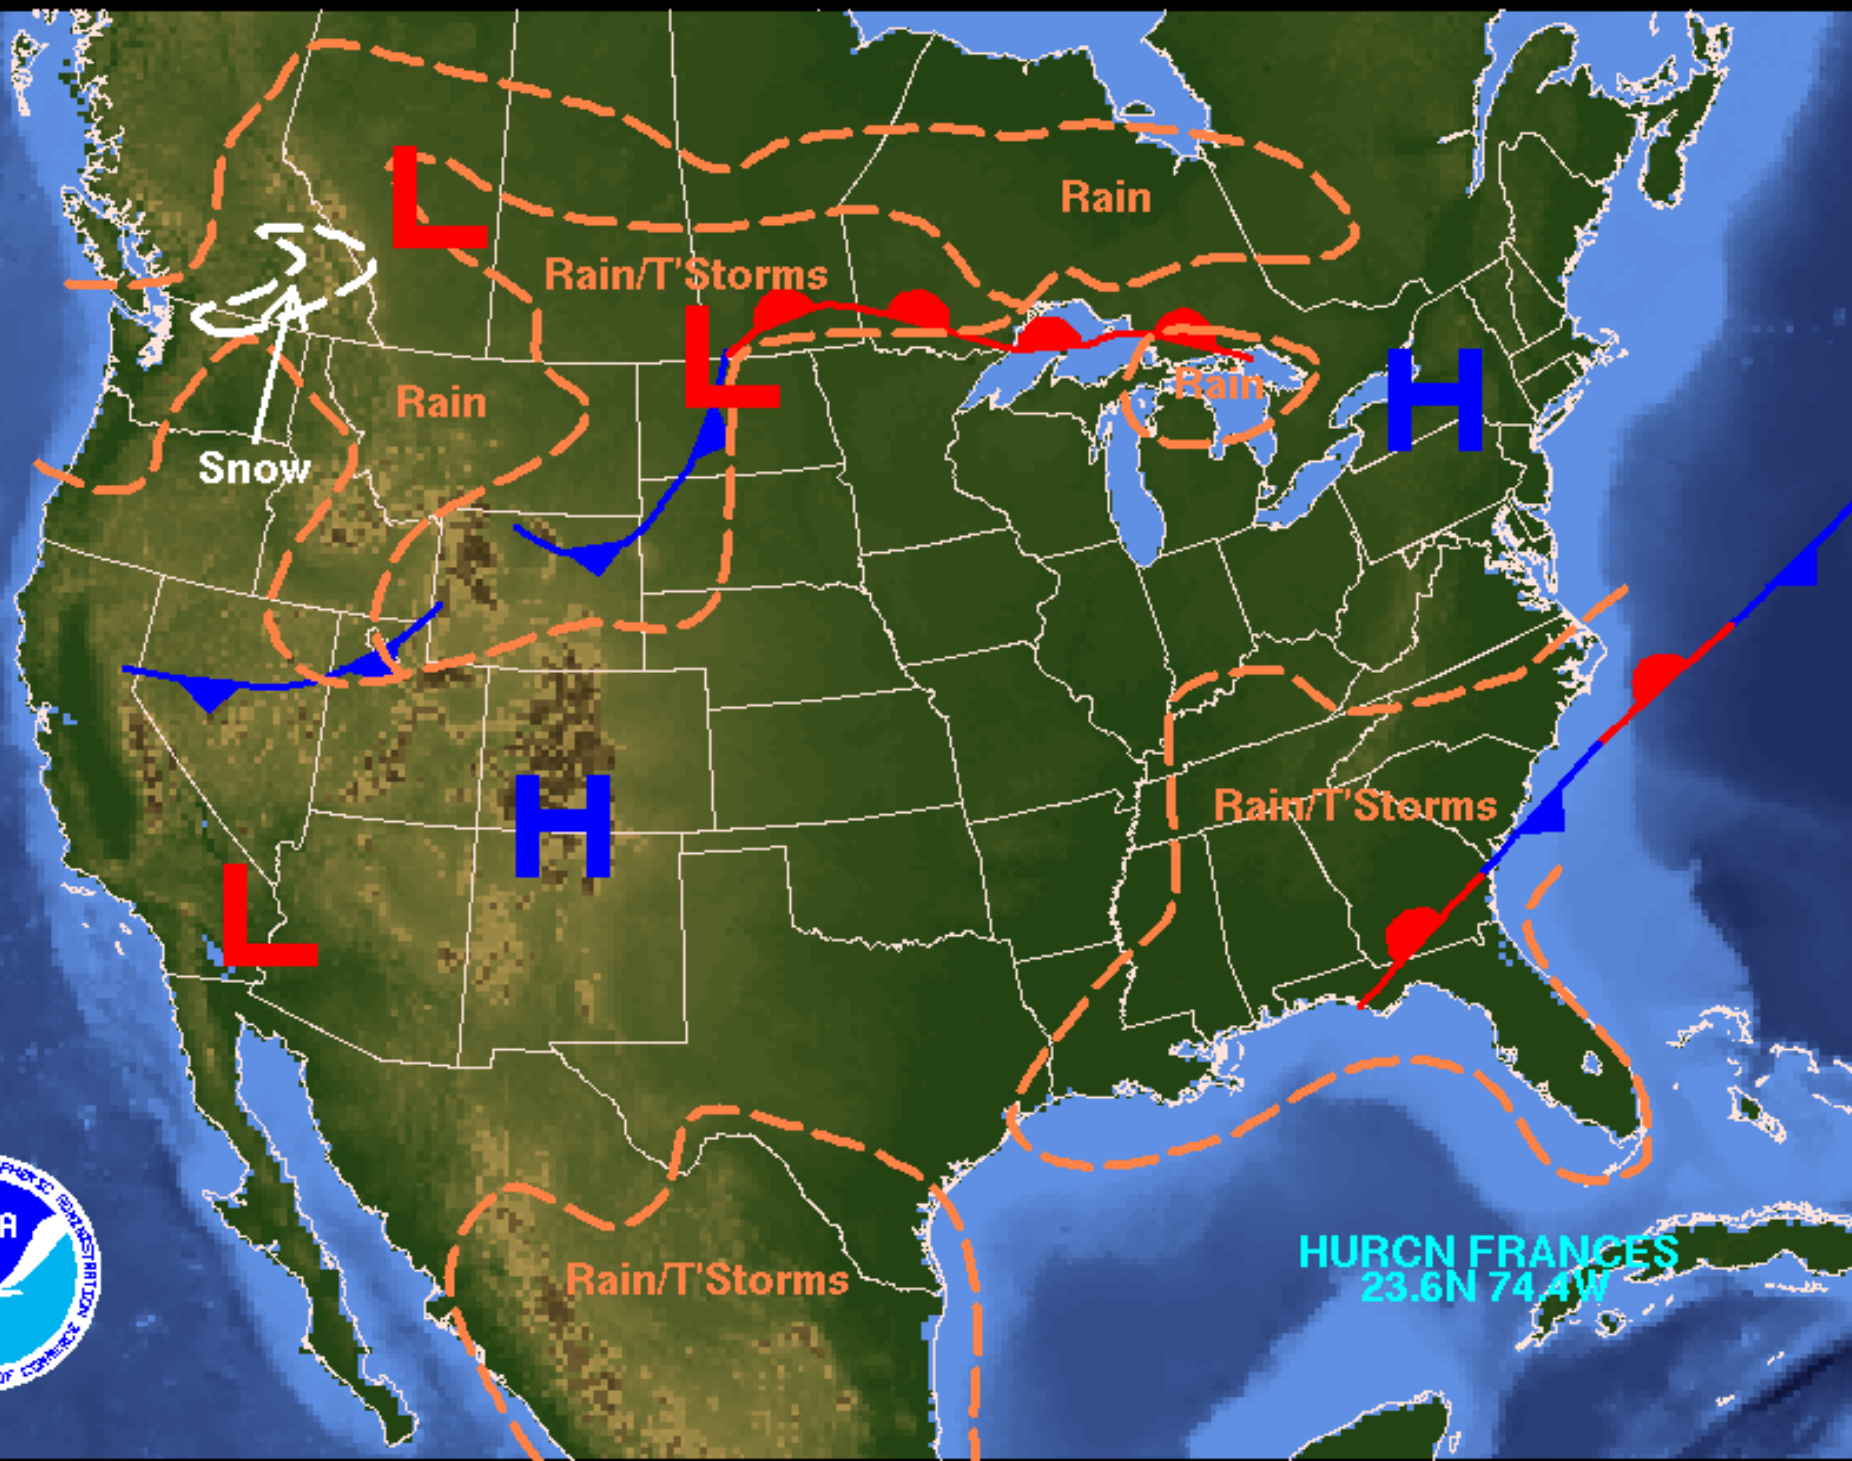 Rain
Rain/T'Storms
L
L
Rain
Rain
H
Snow
Rain/T'Storms
H
L
Rain/T'Storms
HURCN FRANCES
23.6N 74.4W